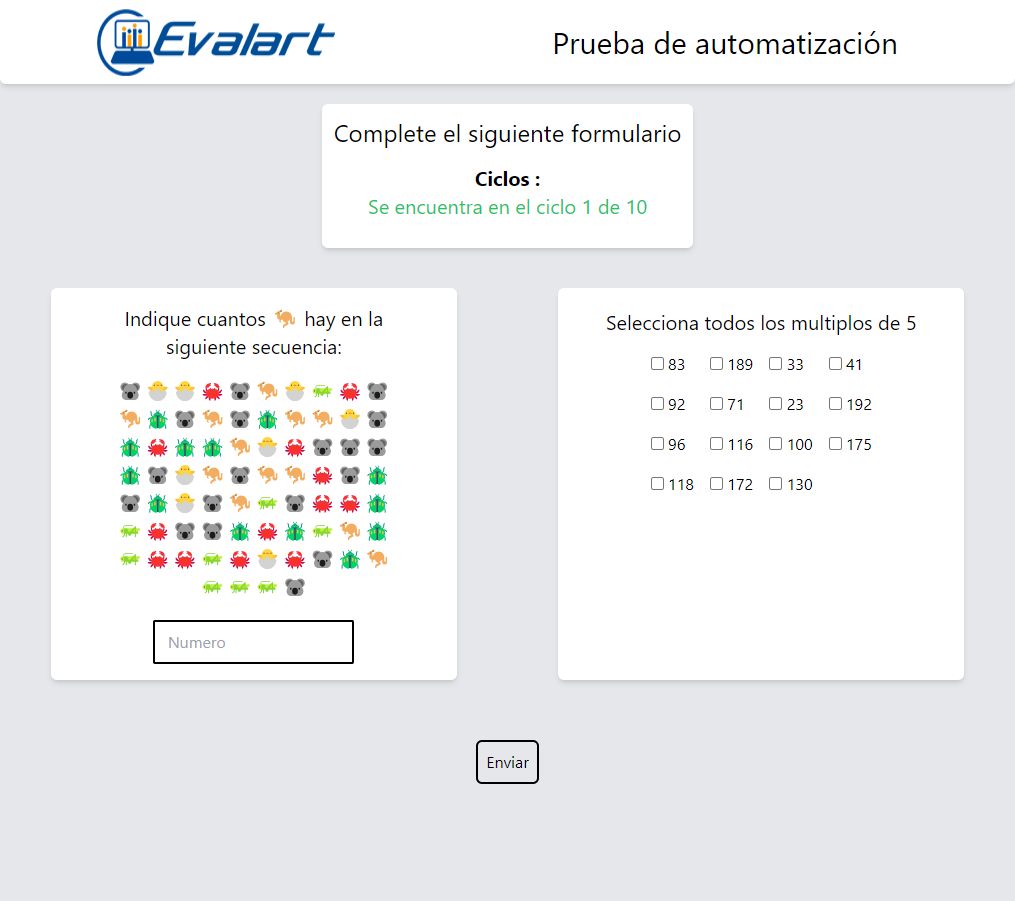 Evalart
Prueba de automatización
Complete el siguiente formulario
Ciclos :
Se encuentra en el ciclo 1 de 10
Indique cuantos 🦘 hay en la
siguiente secuencia:
Numero
Selecciona todos los multiplos de 5
83 189 33 41
92 71 23 192
96 116 100 175
118 172 130
Enviar